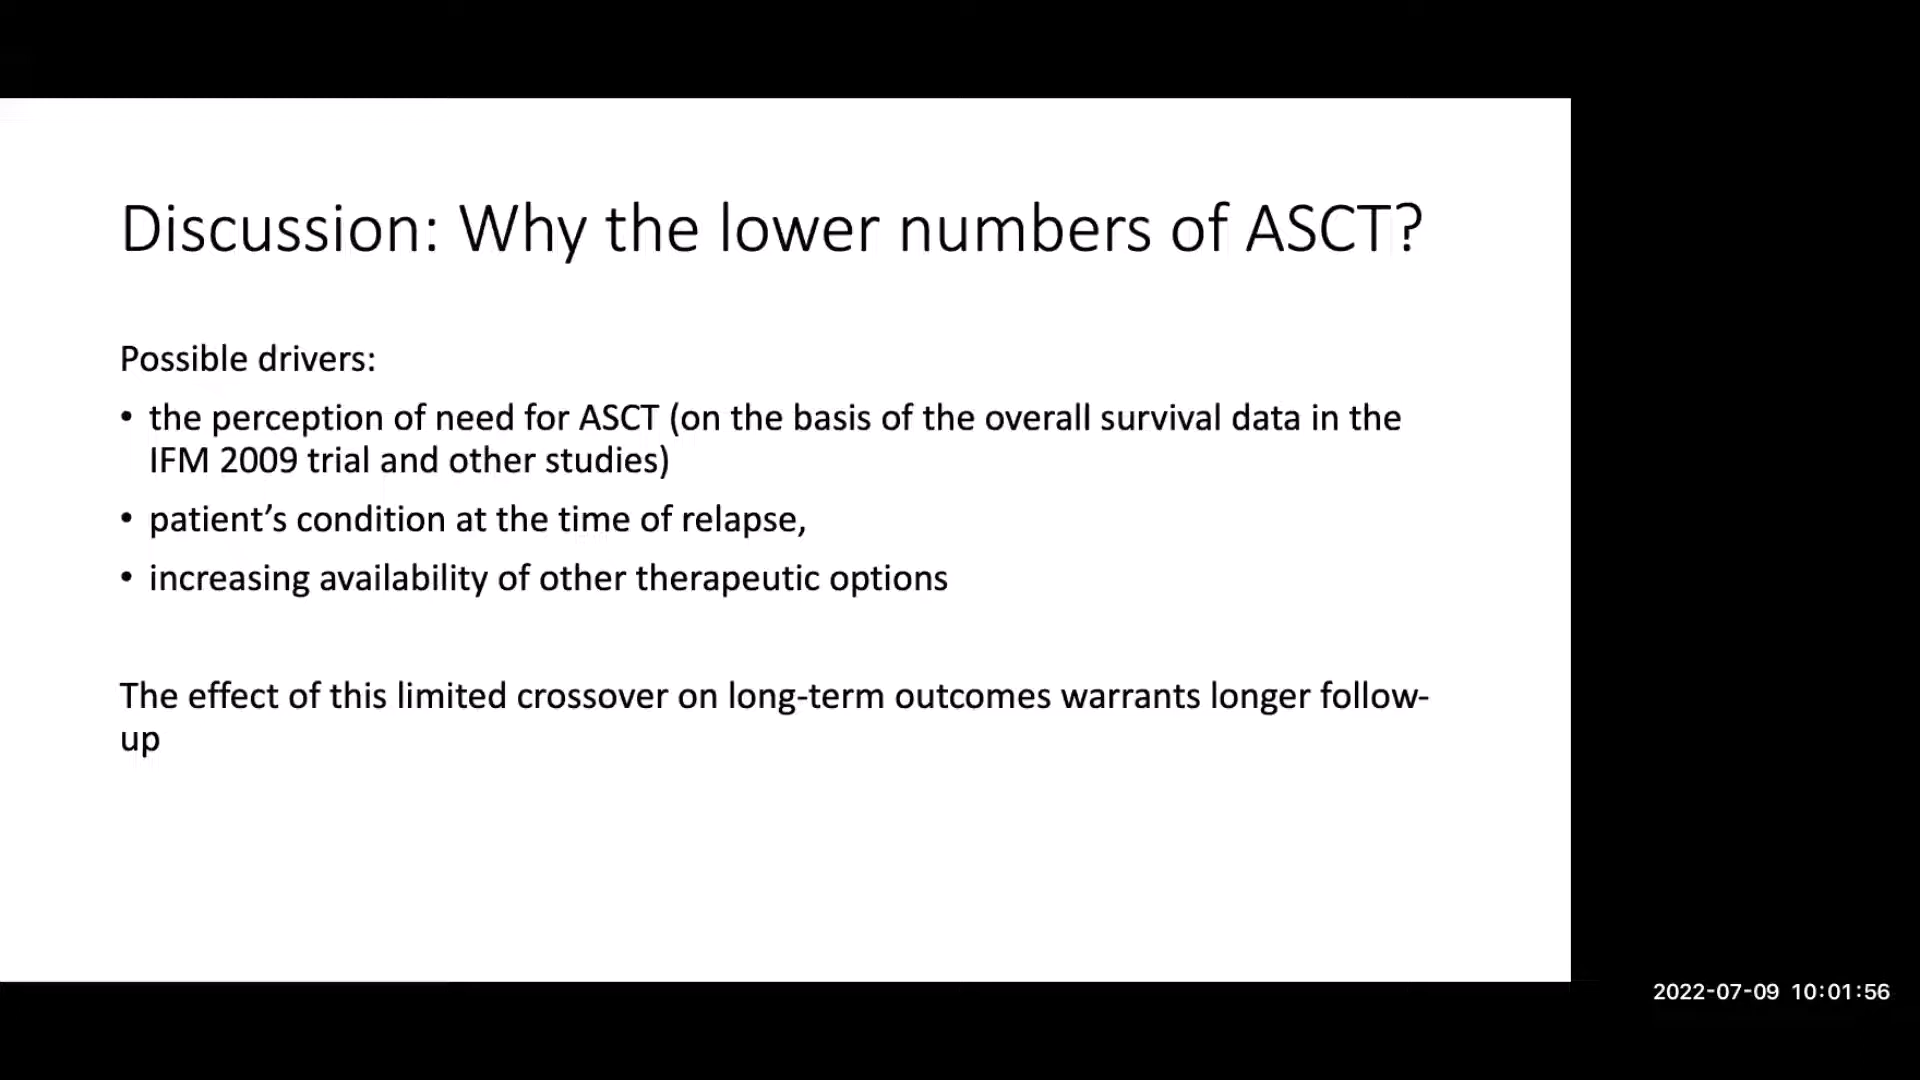 Discussion: Why the lower numbers of ASCT?
Possible drivers:
• the perception of need for ASCT (on the basis of the overall survival data in the
IFM 2009 trial and other studies)
• patient’s condition at the time of relapse,
• increasing availability of other therapeutic options
The effect of this limited crossover on long-term outcomes warrants longer follow-
up
2022-07-09 10:01:56